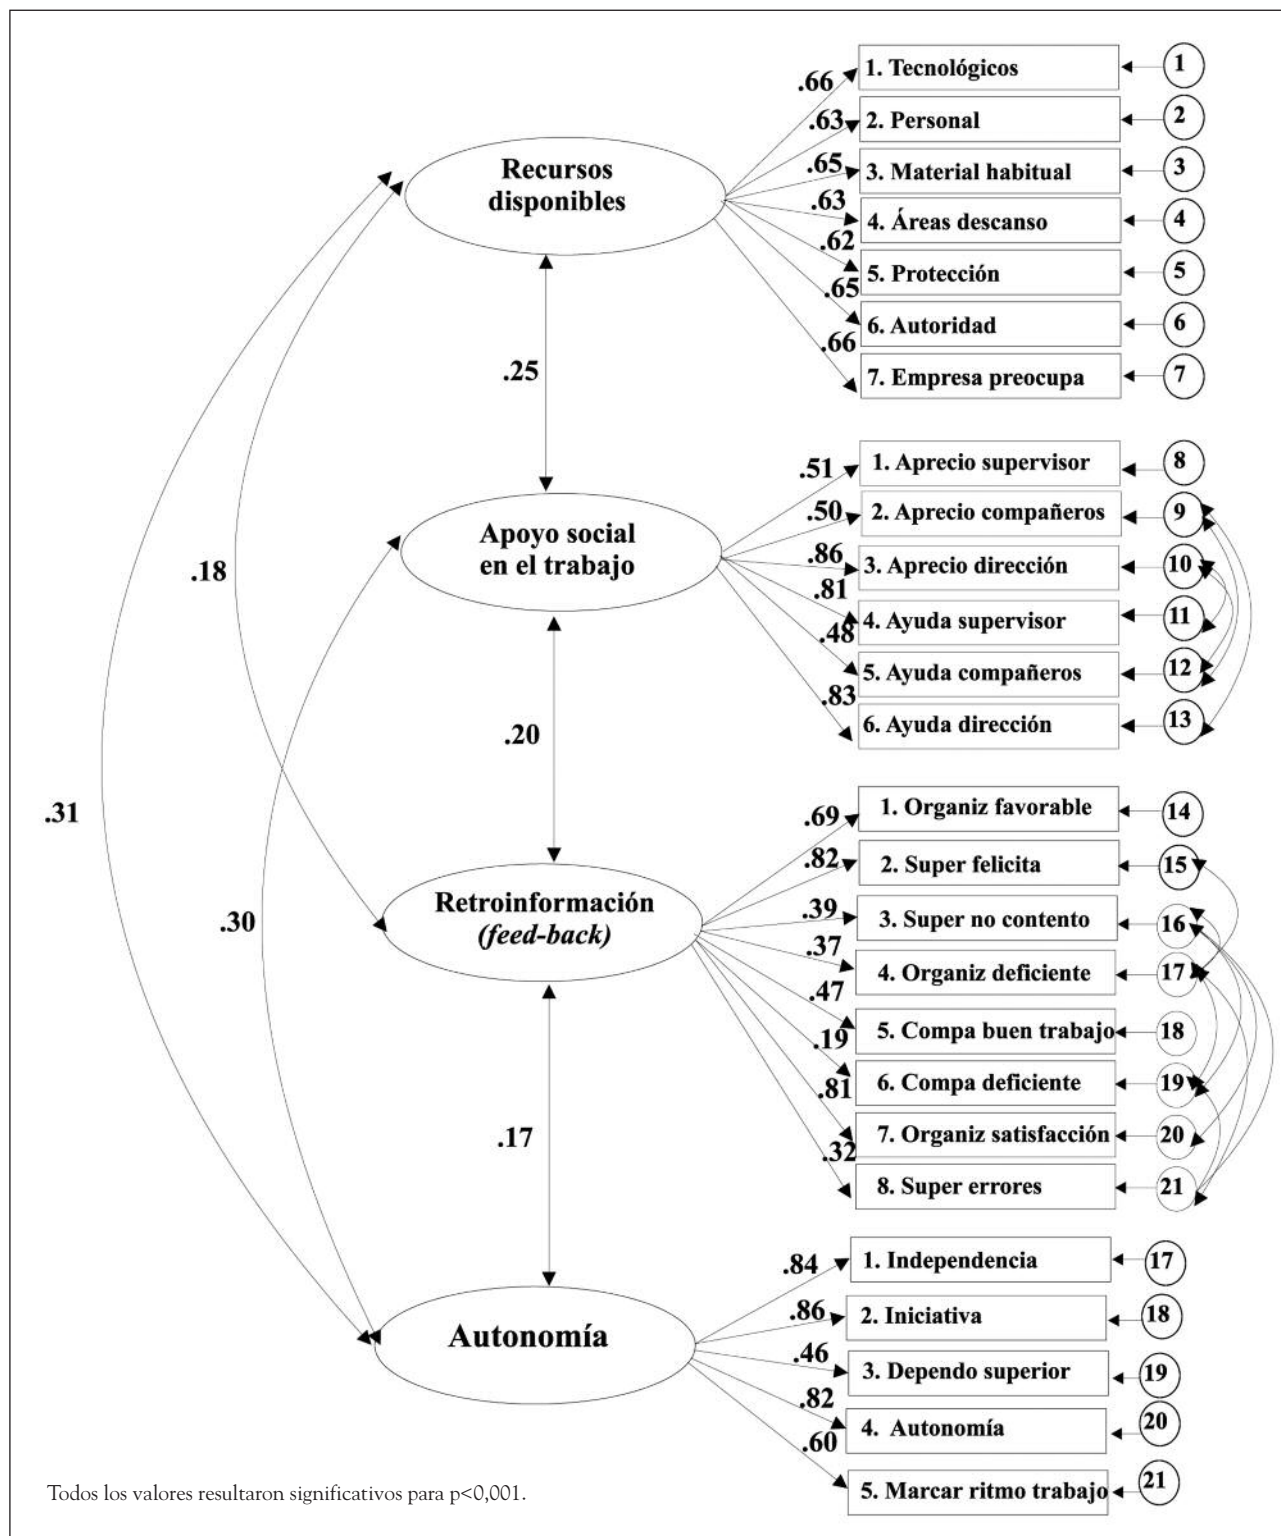 Recursos
disponibles
.66
.63
.65
.63
.62
.65
.66
1. Tecnológicos
1
2. Personal
2
3. Material habitual
3
4. Áreas descanso
4
5. Protección
5
6. Autoridad
6
7. Empresa preocupa
7
.25
.18
.31
Apoyo social
en el trabajo
.51
.50
.86
.81
.48
.83
1. Aprecio supervisor
8
2. Aprecio compañeros
9
3. Aprecio dirección
10
4. Ayuda supervisor
11
5. Ayuda compañeros
12
6. Ayuda dirección
13
.20
.30
Retroinformación
(feed-back)
.69
.82
.39
.37
.47
.19
.81
.32
1. Organiz favorable
14
2. Super felicita
15
3. Super no contento
16
4. Organiz deficiente
17
5. Compa buen trabajo
18
6. Compa deficiente
19
7. Organiz satisfacción
20
8. Super errores
21
.17
Autonomía
.84
.86
.46
.82
.60
1. Independencia
17
2. Iniciativa
18
3. Dependo superior
19
4. Autonomía
20
5. Marcar ritmo trabajo
21
Todos los valores resultaron significativos para p<0,001.